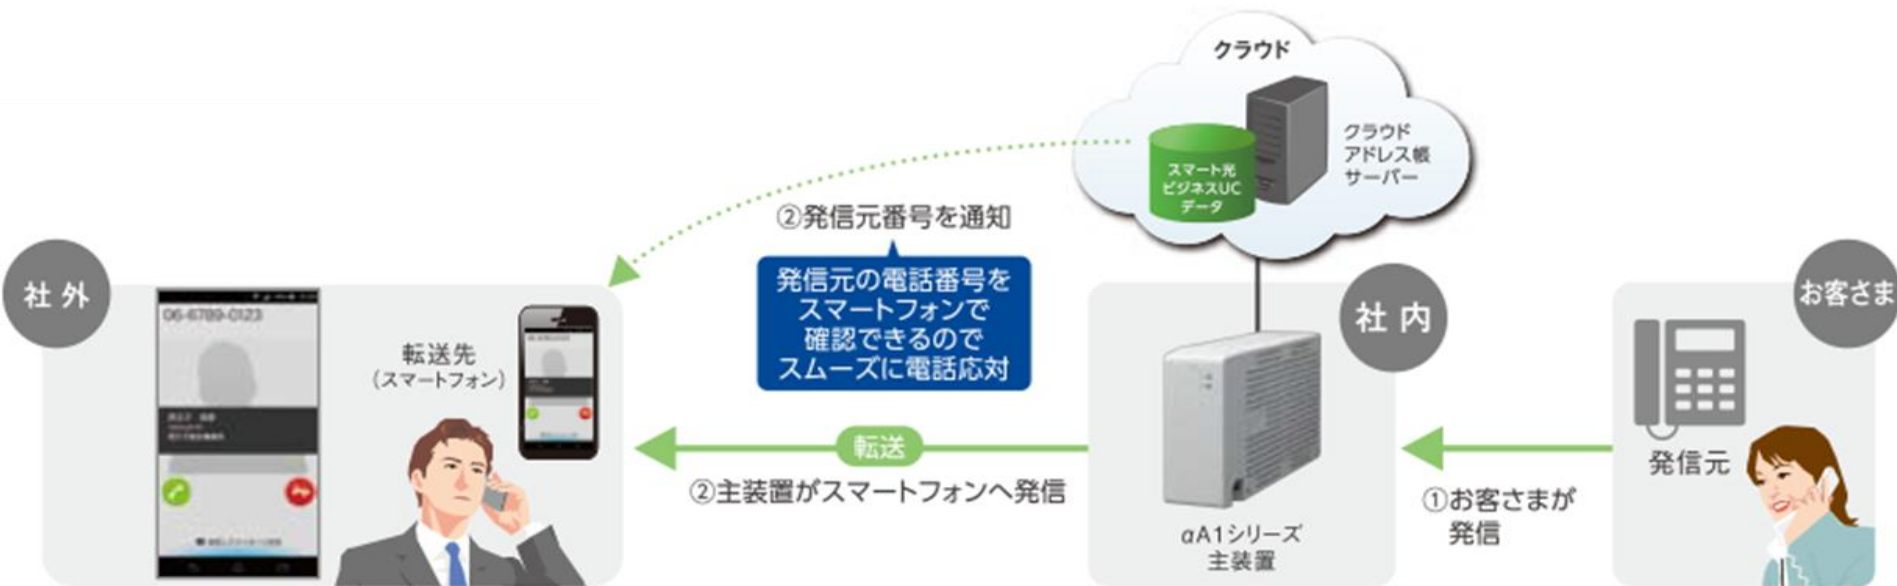 クラウド
クラウド
アドレス帳
サーバー
スマート光
ビジネスUC
データ
②発信元番号を通知
発信元の電話番号を
スマートフォンで
確認できるので
スムーズに電話応対
社外
06-6789-0123
転送先
(スマートフォン)
転送
②主装置がスマートフォンへ発信
社内
αA1シリーズ
主装置
お客さま
発信元
①お客さまが
発信